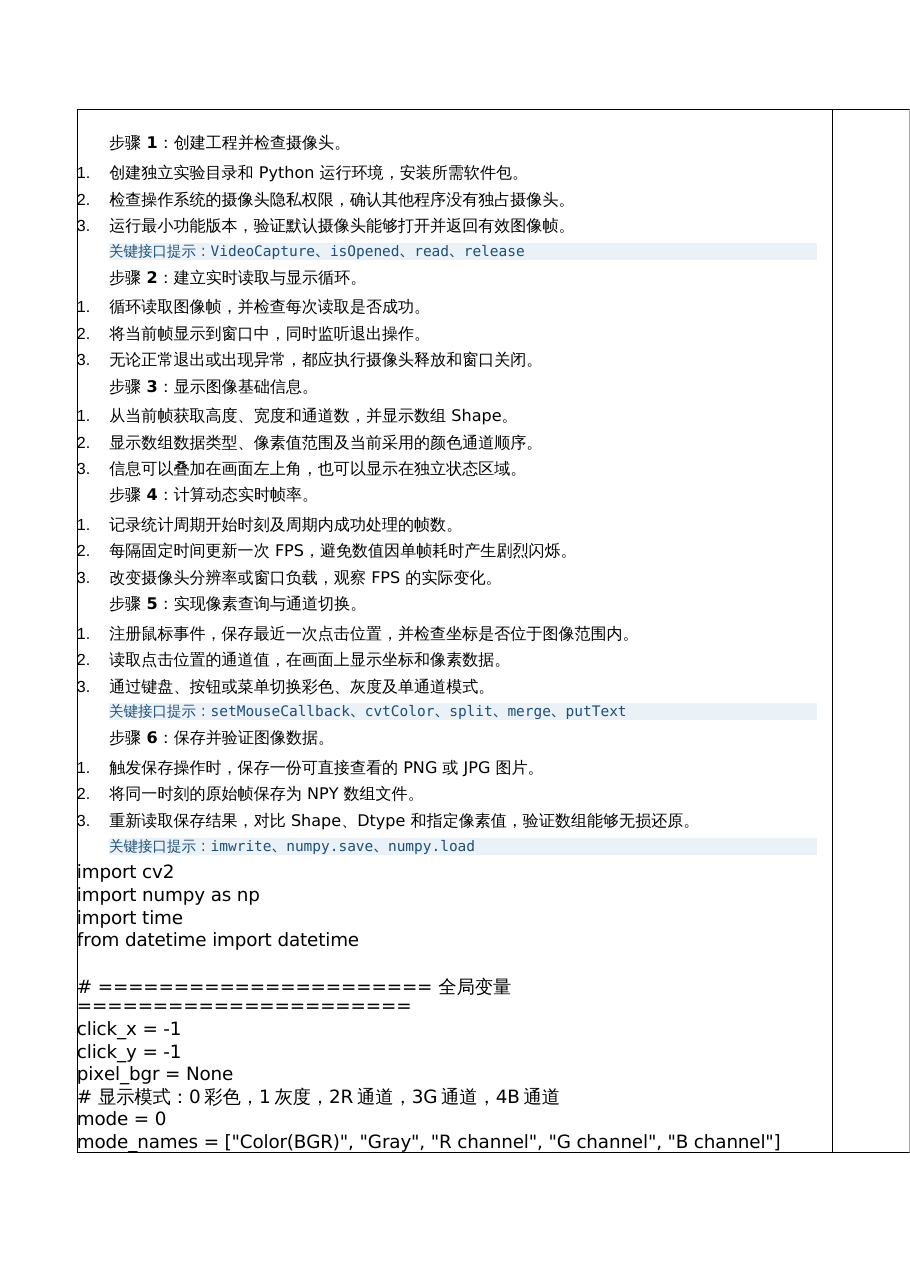 步骤 1：创建工程并检查摄像头。
1. 创建独立实验目录和 Python 运行环境，安装所需软件包。
2. 检查操作系统的摄像头隐私权限，确认其他程序没有独占摄像头。
3. 运行最小功能版本，验证默认摄像头能够打开并返回有效图像帧。
关键接口提示：VideoCapture、isOpened、read、release
步骤 2：建立实时读取与显示循环。
1. 循环读取图像帧，并检查每次读取是否成功。
2. 将当前帧显示到窗口中，同时监听退出操作。
3. 无论正常退出或出现异常，都应执行摄像头释放和窗口关闭。
步骤 3：显示图像基础信息。
1. 从当前帧获取高度、宽度和通道数，并显示数组 Shape。
2. 显示数组数据类型、像素值范围及当前采用的颜色通道顺序。
3. 信息可以叠加在画面左上角，也可以显示在独立状态区域。
步骤 4：计算动态实时帧率。
1. 记录统计周期开始时刻及周期内成功处理的帧数。
2. 每隔固定时间更新一次 FPS，避免数值因单帧耗时产生剧烈闪烁。
3. 改变摄像头分辨率或窗口负载，观察 FPS 的实际变化。
步骤 5：实现像素查询与通道切换。
1. 注册鼠标事件，保存最近一次点击位置，并检查坐标是否位于图像范围内。
2. 读取点击位置的通道值，在画面上显示坐标和像素数据。
3. 通过键盘、按钮或菜单切换彩色、灰度及单通道模式。
关键接口提示：setMouseCallback、cvtColor、split、merge、putText
步骤 6：保存并验证图像数据。
1. 触发保存操作时，保存一份可直接查看的 PNG 或 JPG 图片。
2. 将同一时刻的原始帧保存为 NPY 数组文件。
3. 重新读取保存结果，对比 Shape、Dtype 和指定像素值，验证数组能够无损还原。
关键接口提示：imwrite、numpy.save、numpy.load
import cv2
import numpy as np
import time
from datetime import datetime
# ====================== 全局变量
======================
click_x = -1
click_y = -1
pixel_bgr = None
# 显示模式：0 彩色，1 灰度，2R 通道，3G 通道，4B 通道
mode = 0
mode_names = ["Color(BGR)", "Gray", "R channel", "G channel", "B channel"]